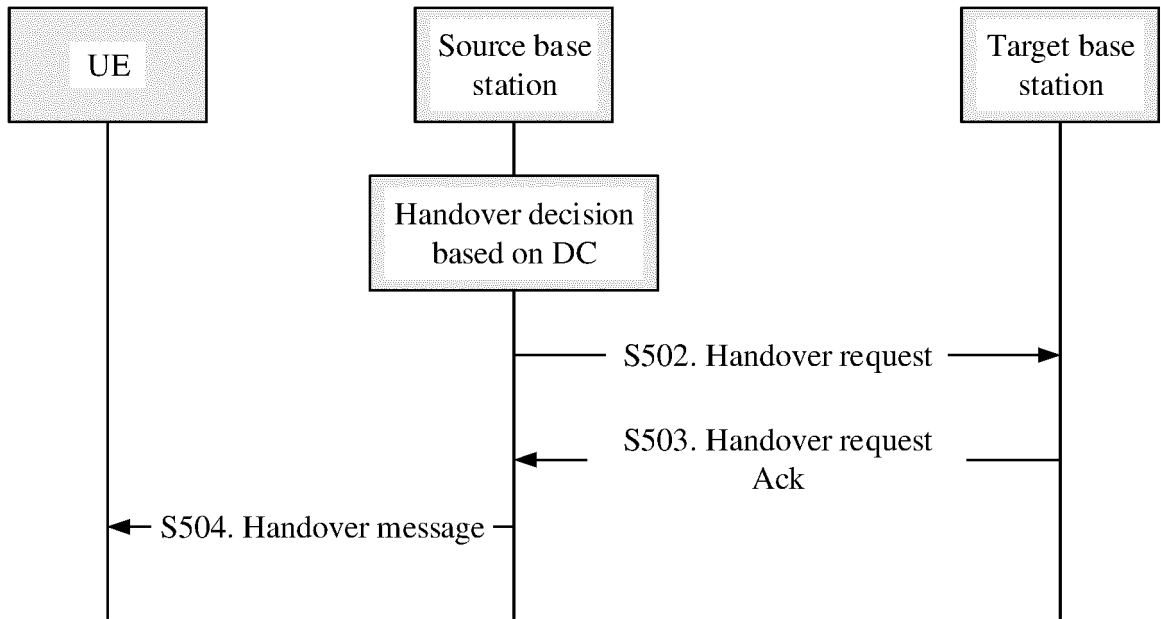 UE
Source base
station
Target base
station
Handover decision
based on DC
S502. Handover request
S503. Handover request
Ack
S504. Handover message